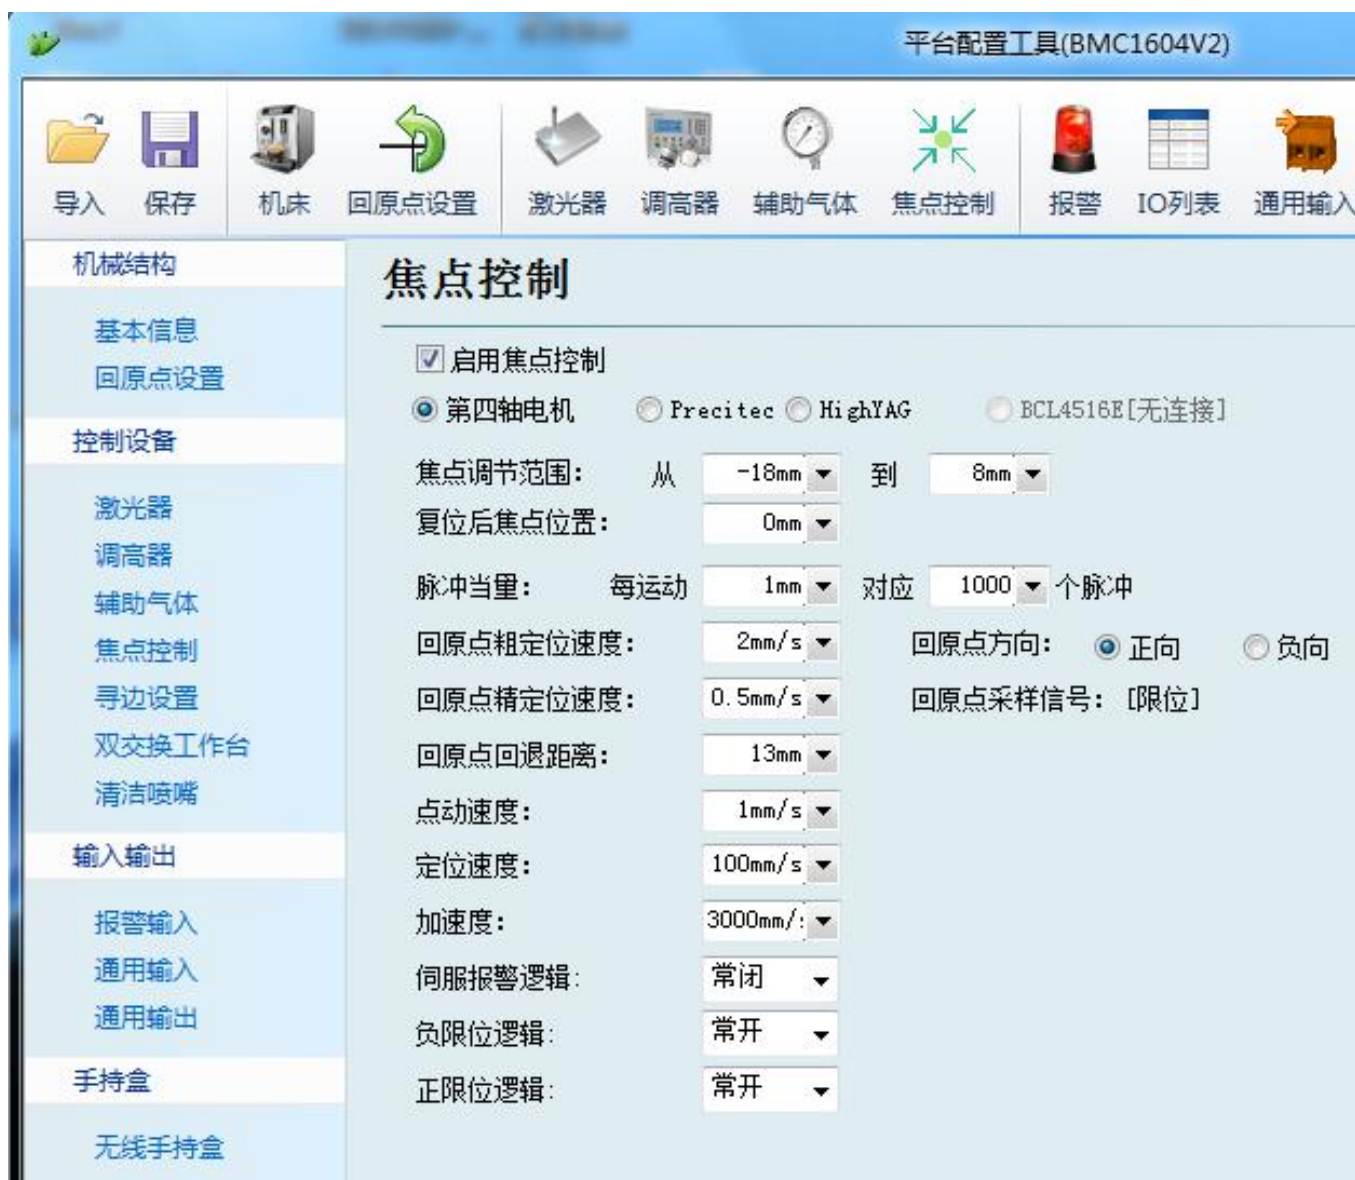 平台配置工具(BMC1604V2)
导入 保存 机床 回原点设置 激光器 调高器 辅助气体 焦点控制 报警 IO列表 通用输入
机械结构
基本信息
回原点设置
控制设备
激光器
调高器
辅助气体
焦点控制
寻边设置
双交换工作台
清洁喷嘴
输入输出
报警输入
通用输入
通用输出
手持盒
无线手持盒
焦点控制
启用焦点控制
第四轴电机 Precitec HighYAG BCL4516E[无连接]
焦点调节范围: 从 -18mm 到 8mm
复位后焦点位置: 0mm
脉冲当量: 每运动 1mm 对应 1000 个脉冲
回原点粗定位速度: 2mm/s 回原点方向: 正向 负向
回原点精定位速度: 0.5mm/s 回原点采样信号: [限位]
回原点回退距离: 13mm
点动速度: 1mm/s
定位速度: 100mm/s
加速度: 3000mm/
伺服报警逻辑: 常闭
负限位逻辑: 常开
正限位逻辑: 常开